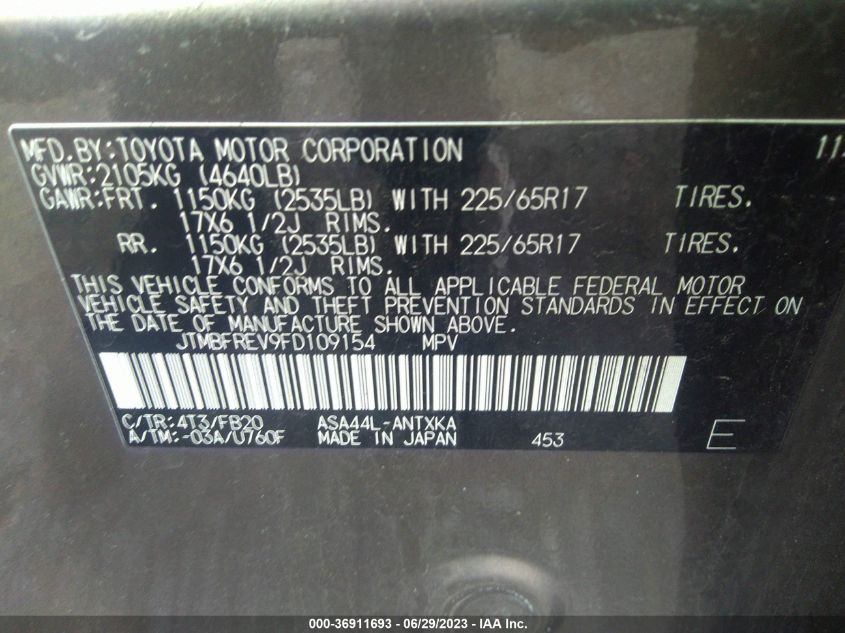 MFD.BY:TOYOTA MOTOR CORPORATION
GVWR:2105KG (4640LB)
GAWR:FRT. 1150KG (2535LB) WITH 225/65R17 TIRES.
17X6 1/2J RIMS.
RR. 1150KG (2535LB) WITH 225/65R17 TIRES.
17X6 1/2J RIMS.
THIS VEHICLE CONFORMS TO ALL APPLICABLE FEDERAL MOTOR
VEHICLE SAFETY AND THEFT PREVENTION STANDARDS IN EFFECT ON
THE DATE OF MANUFACTURE SHOWN ABOVE.
JTMBFREV9FD109154 MPV
C/TR:4T3/FB20 ASA44L-ANTXKA
A/TM:-03A/U760F MADE IN JAPAN 453 E
000-36911693 - 06/29/2023 - IAA Inc.